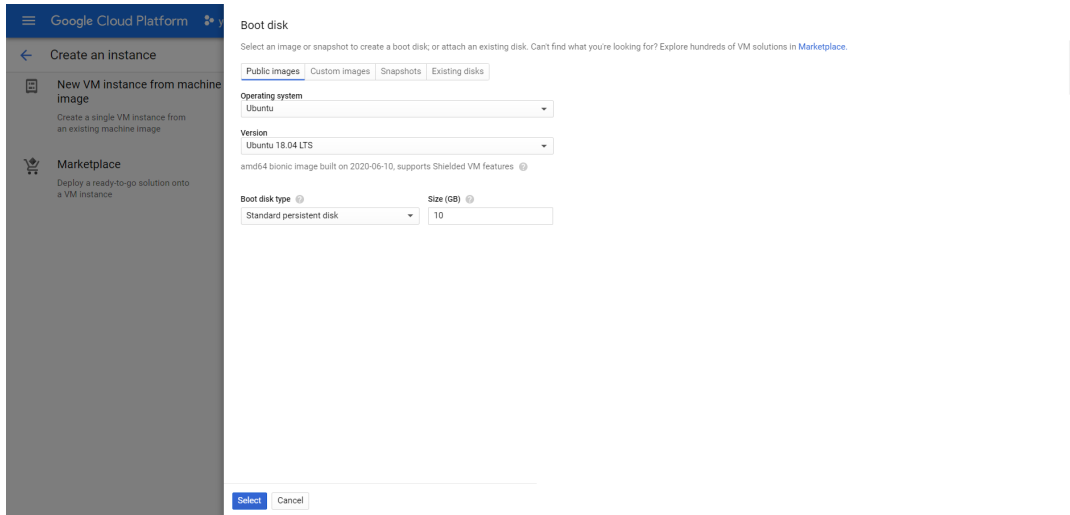 Google Cloud Platform
Create an instance
New VM instance from machine
image
Create a single VM instance from
an existing machine image
Marketplace
Deploy a ready-to-go solution onto
a VM instance
Boot disk
Select an image or snapshot to create a boot disk; or attach an existing disk. Can't find what you're looking for? Explore hundreds of VM solutions in Marketplace.
Public images Custom images Snapshots Existing disks
Operating system
Ubuntu
Version
Ubuntu 18.04 LTS
amd64 bionic image built on 2020-06-10, supports Shielded VM features
Boot disk type Size (GB)
Standard persistent disk 10
Select Cancel